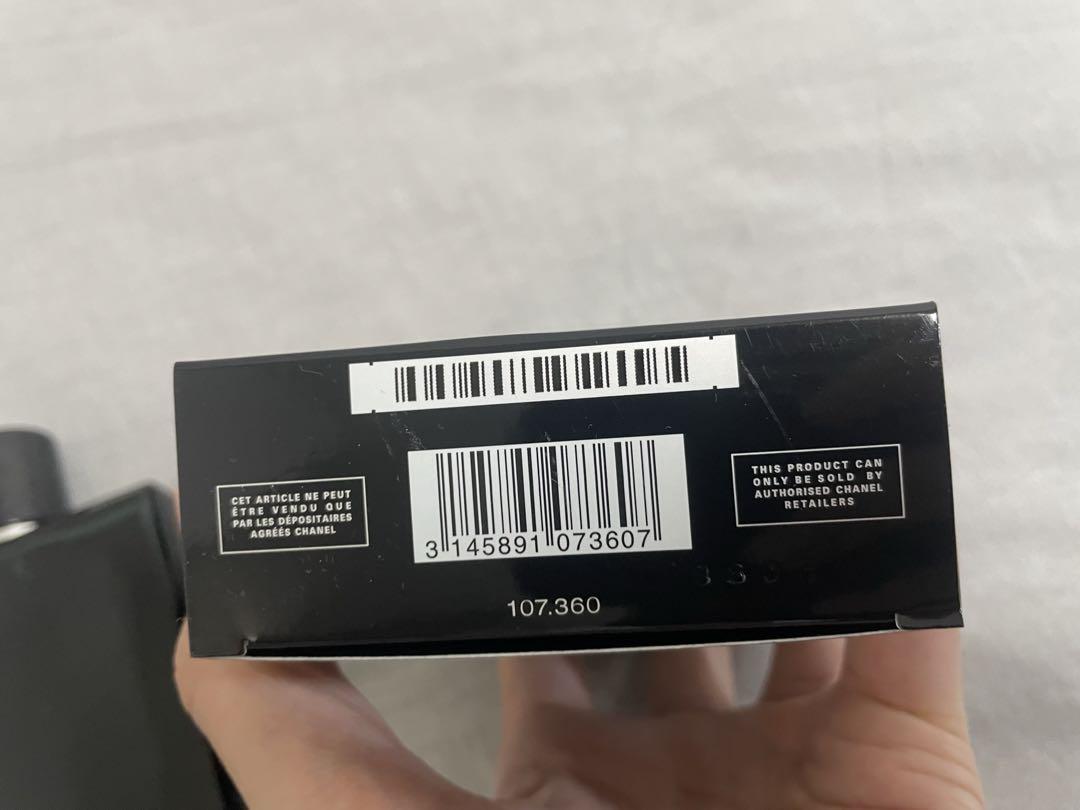 CET ARTICLE NE PEUT
ÊTRE VENDU QUE
PAR LES DÉPOSITAIRES
AGRÉÉS CHANEL
3 145891 073607
THIS PRODUCT CAN
ONLY BE SOLD BY
AUTHORISED CHANEL
RETAILERS
107.360